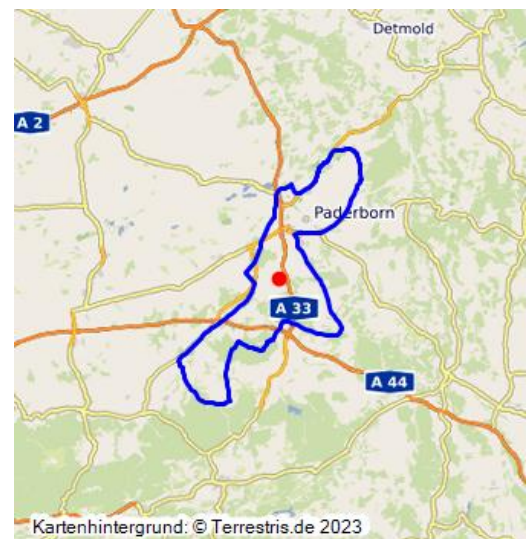 Detmold
A 2
Paderborn
A 33
A 44
Kartenhintergrund: © Terrestris.de 2023